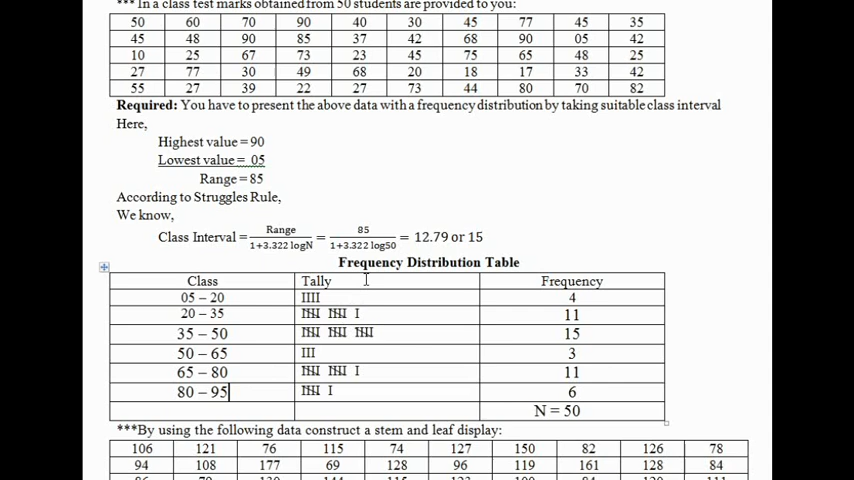 *** In a class test marks obtained from 50 students are provided to you:
50 60 70 90 40 30 45 77 45 35
45 48 90 85 37 42 68 90 05 42
10 25 67 73 23 45 75 65 48 25
27 77 30 49 68 20 18 17 33 42
55 27 39 22 27 73 44 80 70 82
Required: You have to present the above data with a frequency distribution by taking suitable class interval
Here,
Highest value = 90
Lowest value = 05
Range = 85
According to Struggles Rule,
We know,
Class Interval = Range / 1+3.322 logN = 85 / 1+3.322 log50 = 12.79 or 15
Frequency Distribution Table
Class Tally Frequency
05 – 20 IIII 4
20 – 35 IIII IIII I 11
35 – 50 IIII IIII IIII 15
50 – 65 III 3
65 – 80 IIII IIII I 11
80 – 95 IIII I 6
N = 50
***By using the following data construct a stem and leaf display:
106 121 76 115 74 127 150 82 126 78
94 108 177 69 128 96 119 161 128 84